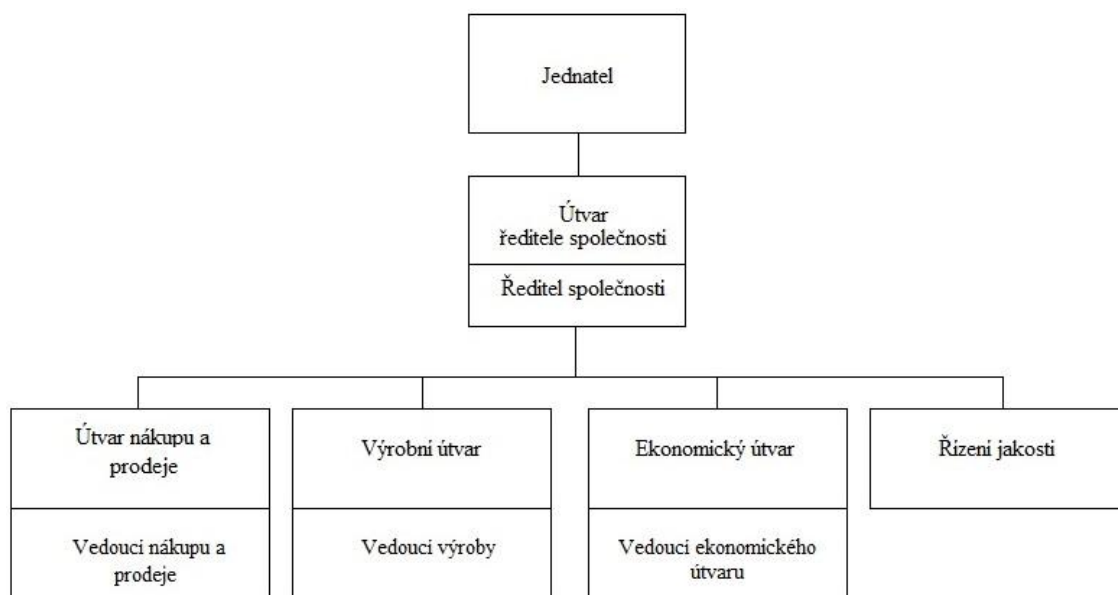 Jednatel
Útvar
ředitele společnosti
Ředitel společnosti
Útvar nákupu a
prodeje
Výrobní útvar
Ekonomický útvar
Řízení jakosti
Vedoucí nákupu a
prodeje
Vedoucí výroby
Vedoucí ekonomického
útvaru